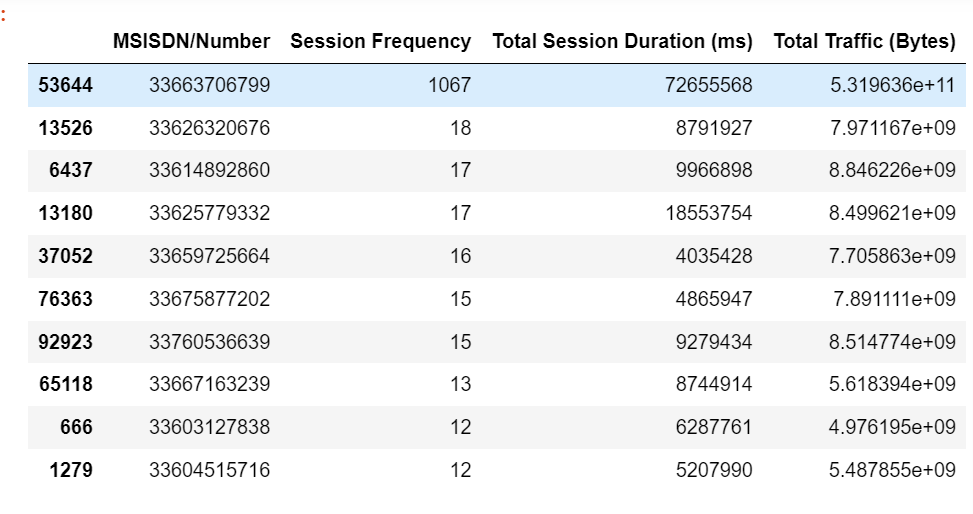 :
MSISDN/Number Session Frequency Total Session Duration (ms) Total Traffic (Bytes)
53644 33663706799 1067 72655568 5.319636e+11
13526 33626320676 18 8791927 7.971167e+09
6437 33614892860 17 9966898 8.846226e+09
13180 33625779332 17 18553754 8.499621e+09
37052 33659725664 16 4035428 7.705863e+09
76363 33675877202 15 4865947 7.891111e+09
92923 33760536639 15 9279434 8.514774e+09
65118 33667163239 13 8744914 5.618394e+09
666 33603127838 12 6287761 4.976195e+09
1279 33604515716 12 5207990 5.487855e+09